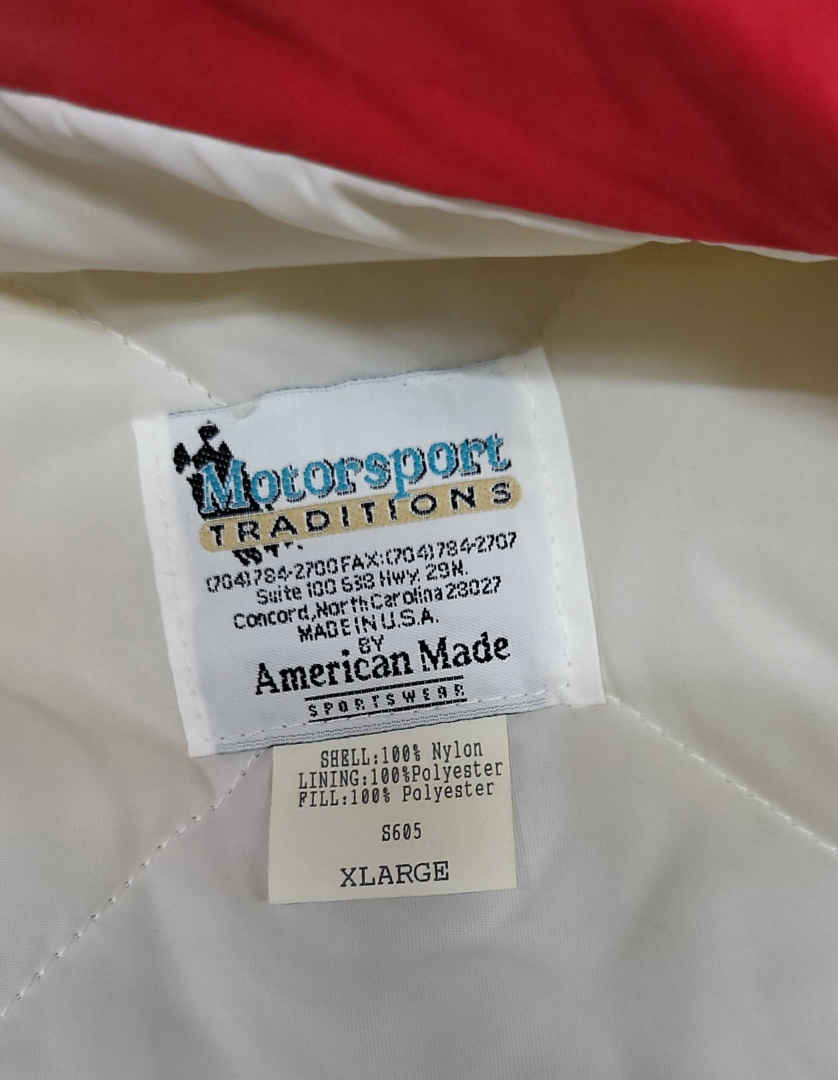 Motorsport
TRADITIONS
(704)784-2700 FAX:(704)784-2707
Suite 100 638 Hwy. 29N.
Concord, North Carolina 28027
MADE IN U.S.A.
BY
American Made
SPORTSWEAR
SHELL:100% Nylon
LINING:100%Polyester
FILL:100% Polyester
S605
XLARGE